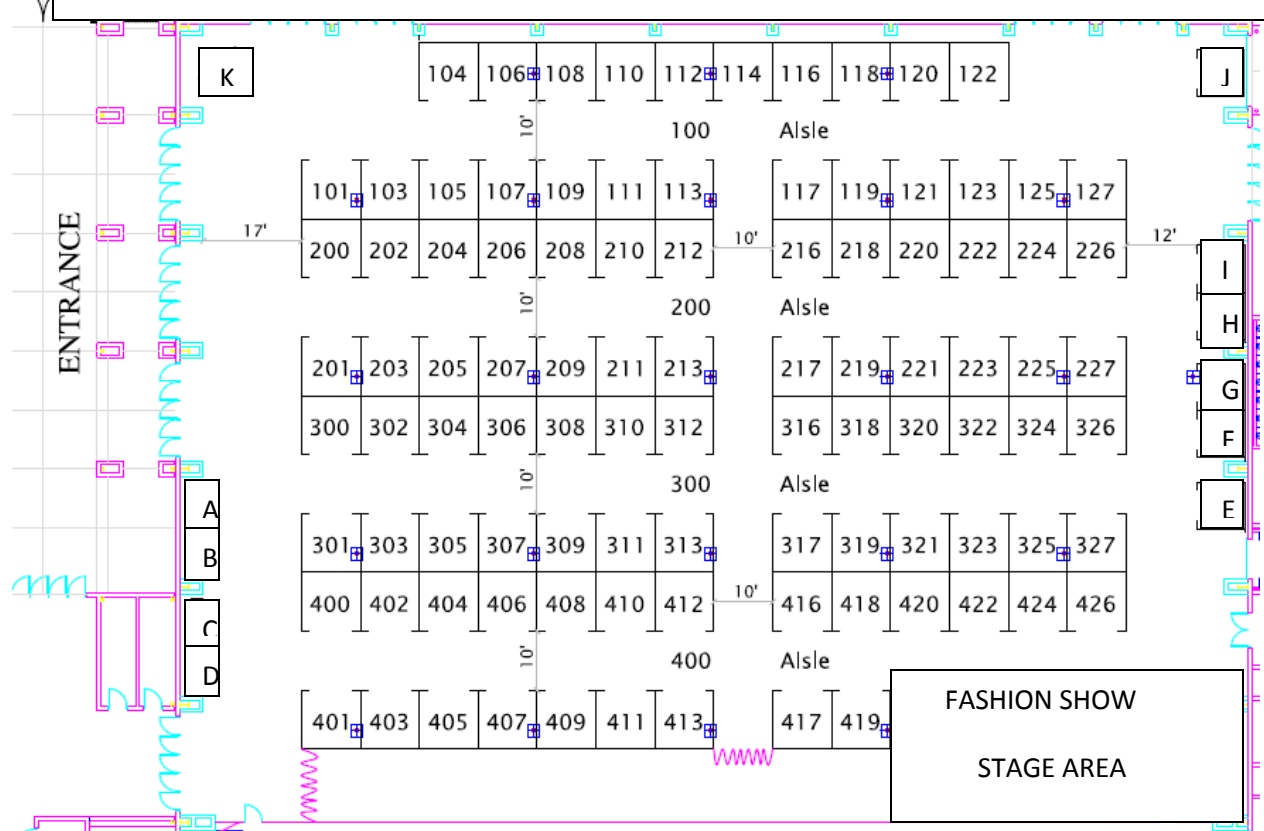 K
104 106 108 110 112 114 116 118 120 122
J
10'
100 Alsle
101 103 105 107 109 111 113 117 119 121 123 125 127
ENTRANCE
17'
10'
12'
200 202 204 206 208 210 212 216 218 220 222 224 226
I
10'
200 Alsle
H
201 203 205 207 209 211 213 217 219 221 223 225 227
G
300 302 304 306 308 310 312 316 318 320 322 324 326
F
10'
300 Alsle
A
E
301 303 305 307 309 311 313 317 319 321 323 325 327
B
10'
400 402 404 406 408 410 412 416 418 420 422 424 426
C
10'
400 Alsle
D
401 403 405 407 409 411 413 417 419
FASHION SHOW
STAGE AREA